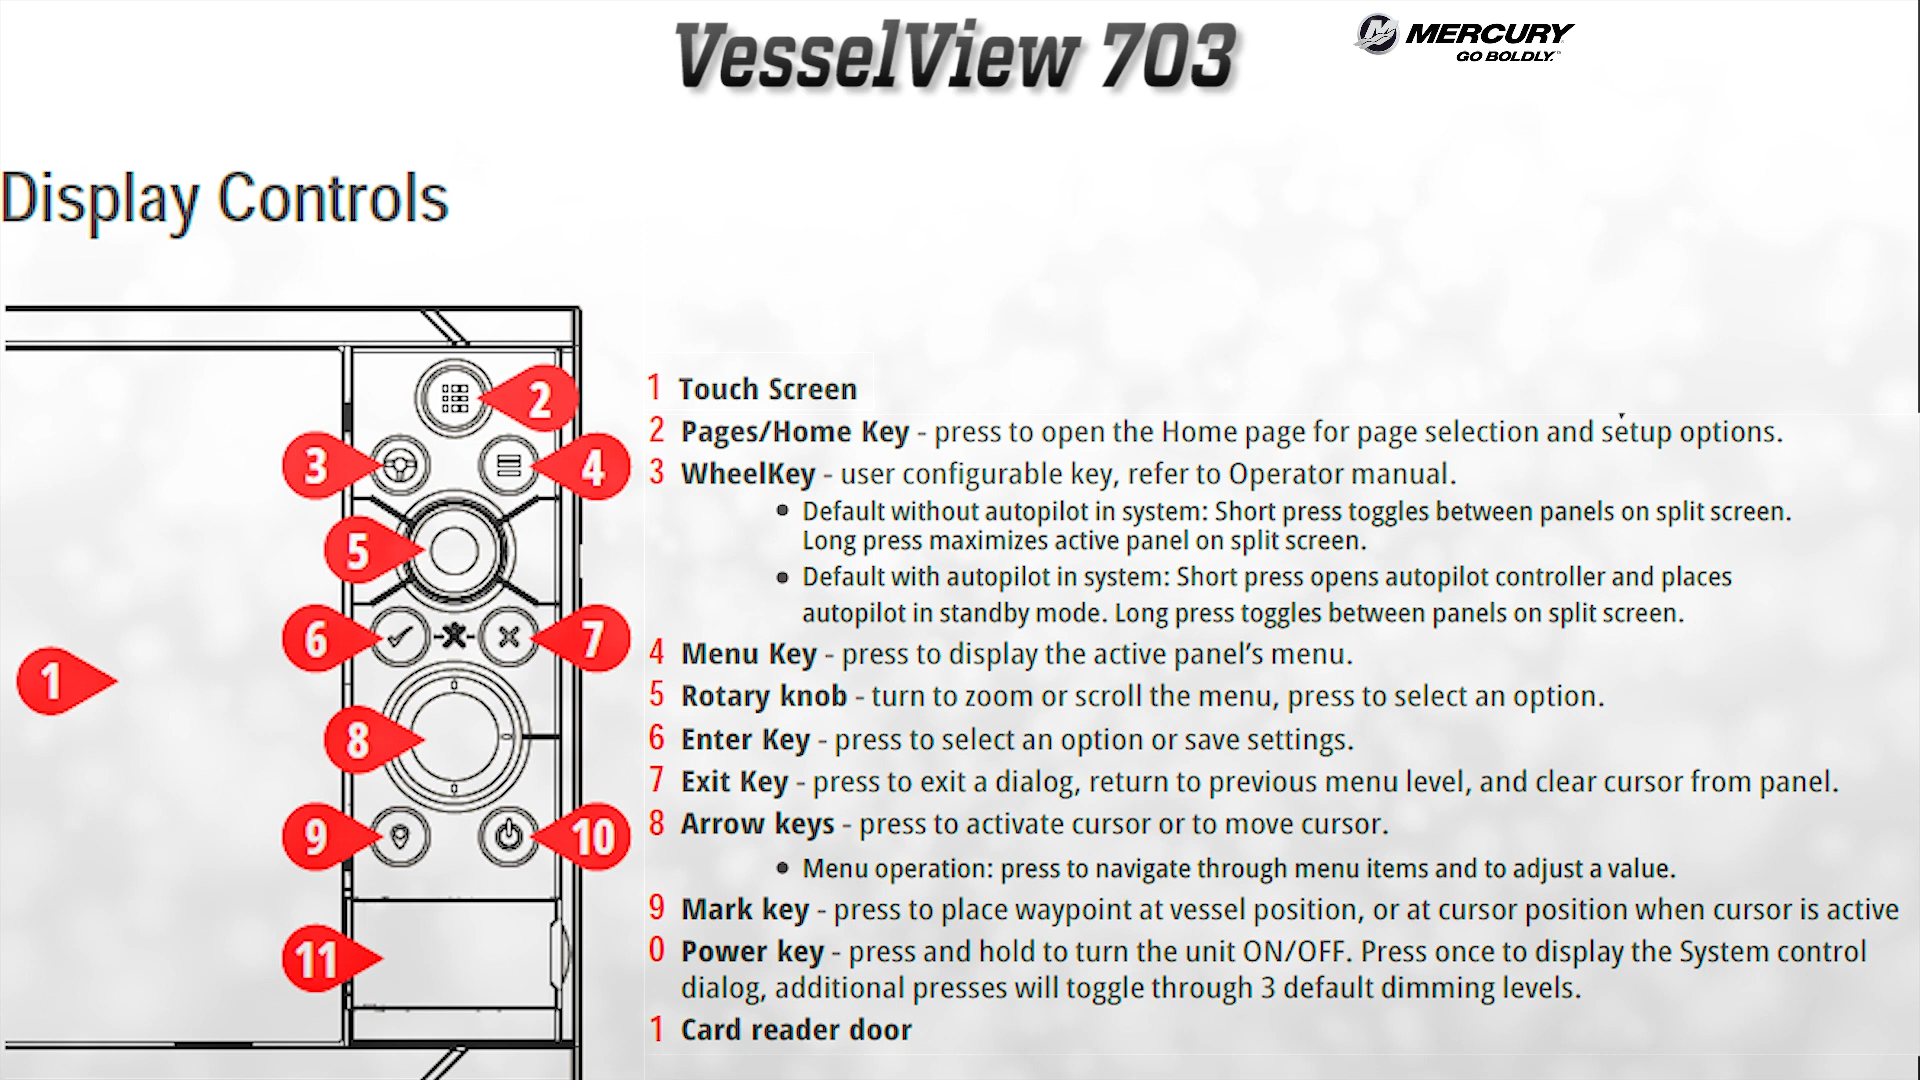 VesselView 703
MERCURY
GO BOLDLY.™
Display Controls
2
3
4
5
6
7
1
8
9
10
11
1 Touch Screen
2 Pages/Home Key - press to open the Home page for page selection and setup options.
3 WheelKey - user configurable key, refer to Operator manual.
• Default without autopilot in system: Short press toggles between panels on split screen.
Long press maximizes active panel on split screen.
• Default with autopilot in system: Short press opens autopilot controller and places
autopilot in standby mode. Long press toggles between panels on split screen.
4 Menu Key - press to display the active panel’s menu.
5 Rotary knob - turn to zoom or scroll the menu, press to select an option.
6 Enter Key - press to select an option or save settings.
7 Exit Key - press to exit a dialog, return to previous menu level, and clear cursor from panel.
8 Arrow keys - press to activate cursor or to move cursor.
• Menu operation: press to navigate through menu items and to adjust a value.
9 Mark key - press to place waypoint at vessel position, or at cursor position when cursor is active
0 Power key - press and hold to turn the unit ON/OFF. Press once to display the System control
dialog, additional presses will toggle through 3 default dimming levels.
1 Card reader door